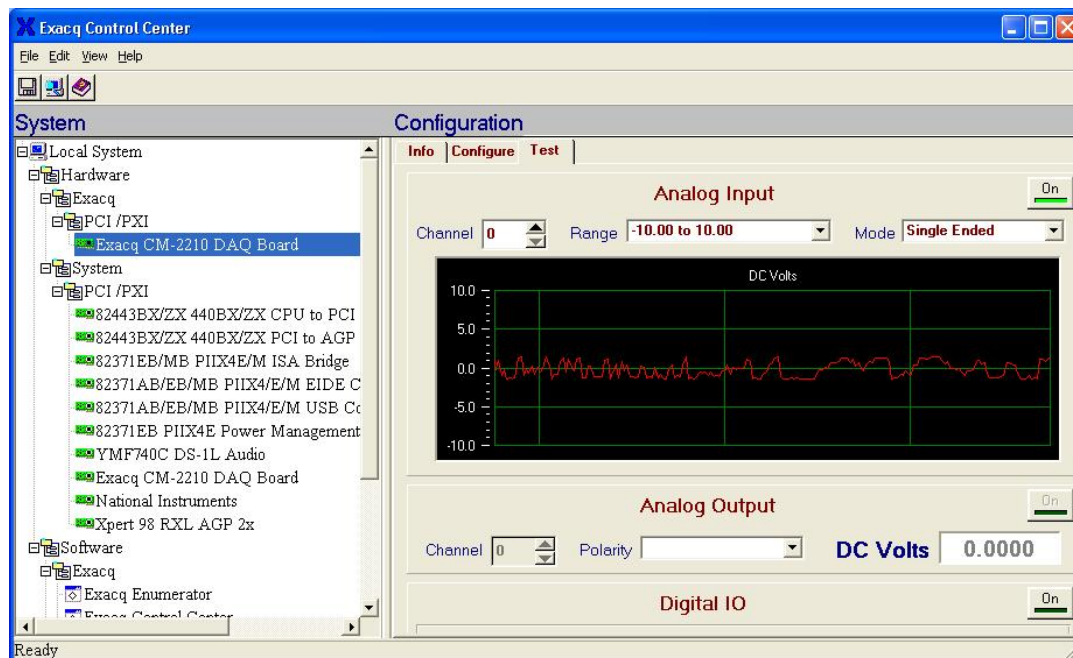 Exacq Control Center
File Edit View Help
System
Configuration
Local System
Hardware
Exacq
PCI /PXI
Exacq CM-2210 DAQ Board
System
PCI /PXI
82443BX/ZX 440BX/ZX CPU to PCI
82443BX/ZX 440BX/ZX PCI to AGP
82371EB/MB PIIX4E/M ISA Bridge
82371AB/EB/MB PIIX4/E/M EIDE C
82371AB/EB/MB PIIX4/E/M USB Co
82371EB PIIX4E Power Management
YMF740C DS-1L Audio
Exacq CM-2210 DAQ Board
National Instruments
Xpert 98 RXL AGP 2x
Software
Exacq
Exacq Enumerator
Exacq Control Center
Info Configure Test
Analog Input
On
Channel 0 Range -10.00 to 10.00 Mode Single Ended
DC Volts
10.0
5.0
0.0
-5.0
-10.0
Analog Output
On
Channel 0 Polarity DC Volts 0.0000
Digital IO
On
Ready